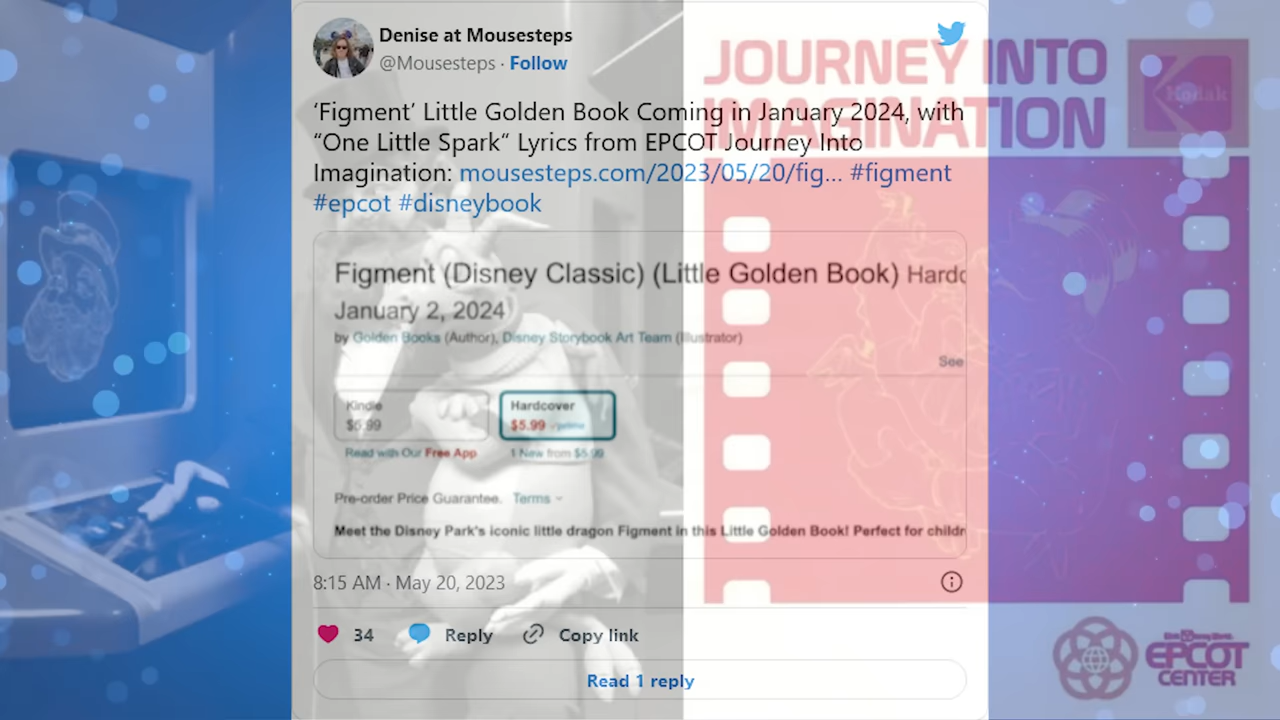 Denise at Mousesteps
@Mousesteps · Follow
‘Figment’ Little Golden Book Coming in January 2024, with
“One Little Spark” Lyrics from EPCOT Journey Into
Imagination: mousesteps.com/2023/05/20/fig... #figment
#epcot #disneybook
Figment (Disney Classic) (Little Golden Book) Hardc
January 2, 2024
by Golden Books (Author), Disney Storybook Art Team (Illustrator)
See
Kindle
$5.99
Hardcover
$5.99 prime
Read with Our Free App
1 New from $5.99
Pre-order Price Guarantee. Terms
Meet the Disney Park's iconic little dragon Figment in this Little Golden Book! Perfect for childr
8:15 AM · May 20, 2023
34 Reply Copy link
Read 1 reply
JOURNEY INTO
IMAGINATION
Kodak
EPCOT
CENTER